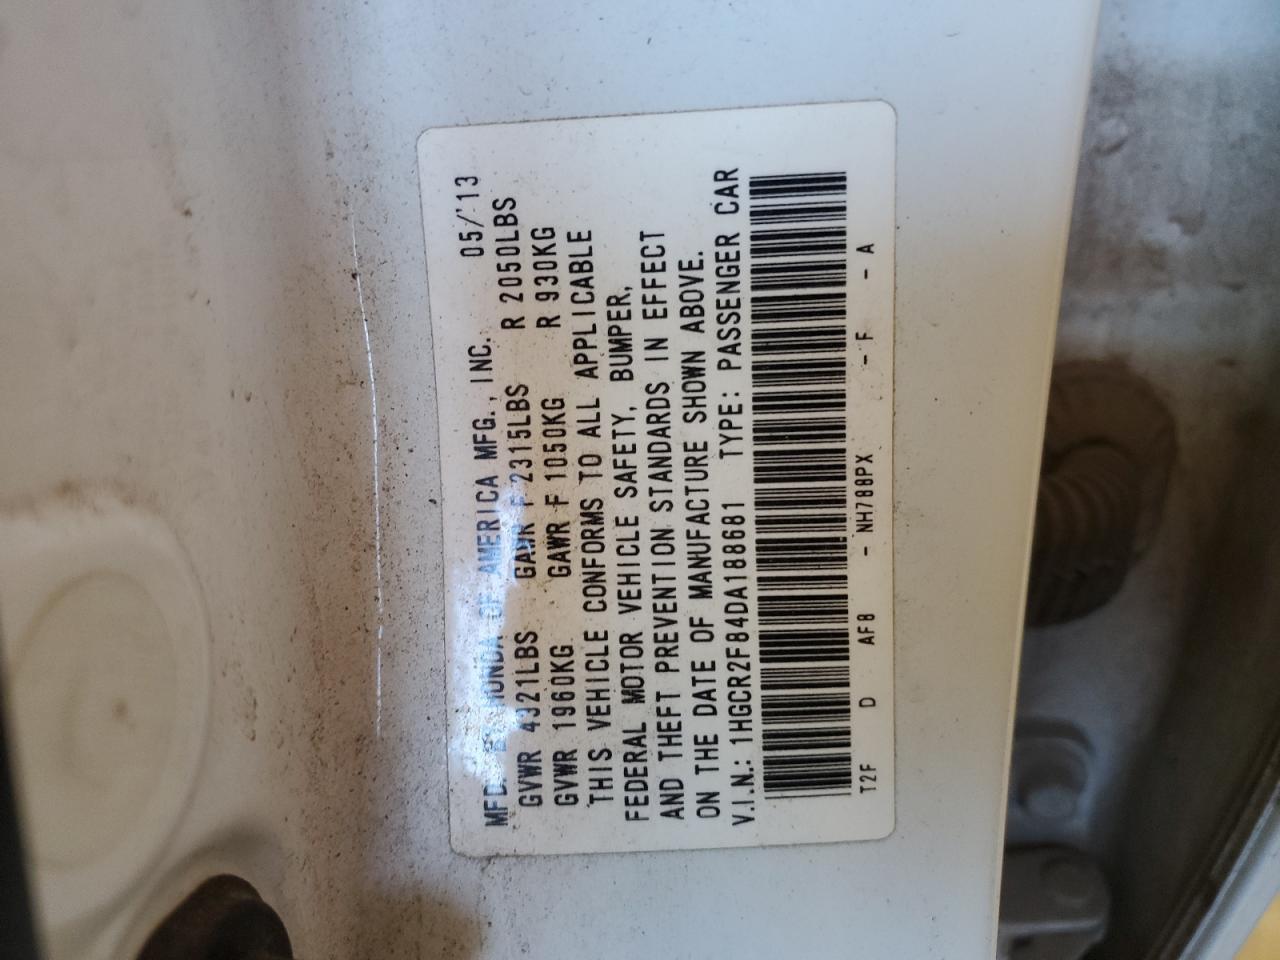 MFD. BY HONDA OF AMERICA MFG., INC. 05/'13
GVWR 4321LBS GAWR F 2315LBS R 2050LBS
GVWR 1960KG GAWR F 1050KG R 930KG
THIS VEHICLE CONFORMS TO ALL APPLICABLE
FEDERAL MOTOR VEHICLE SAFETY, BUMPER,
AND THEFT PREVENTION STANDARDS IN EFFECT
ON THE DATE OF MANUFACTURE SHOWN ABOVE.
V.I.N.: 1HGCR2F84DA188681 TYPE: PASSENGER CAR
T2F D AF8 - NH788PX - F - A